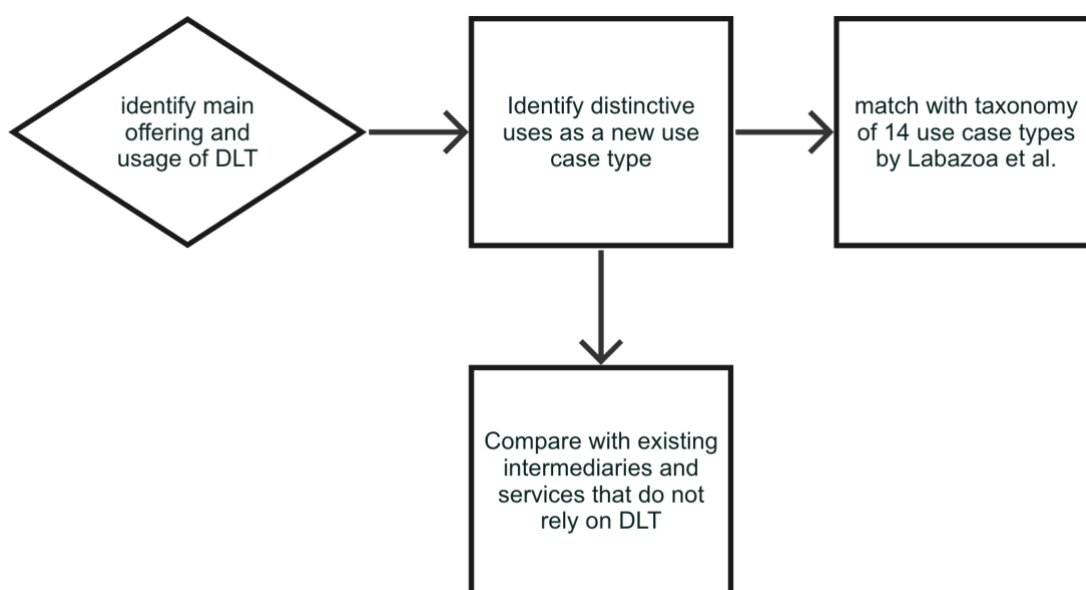 identify main
offering and
usage of DLT
Identify distinctive
uses as a new use
case type
match with taxonomy
of 14 use case types
by Labazoa et al.
Compare with existing
intermediaries and
services that do not
rely on DLT